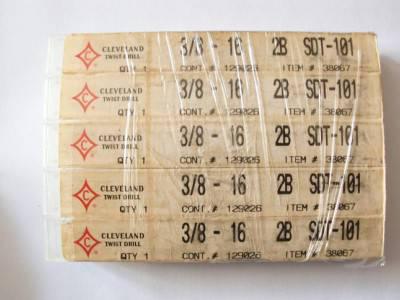 C CLEVELAND 3/8 - 16 2B SDT-101
TWIST DRILL
QTY 1 CONT. # 129026 ITEM # 38067
C CLEVELAND 3/8 - 16 2B SDT-101
TWIST DRILL
QTY 1 CONT. # 129026 ITEM # 38067
C CLEVELAND 3/8 - 16 2B SDT-101
TWIST DRILL
QTY 1 CONT. # 129026 ITEM # 38067
C CLEVELAND 3/8 - 16 2B SDT-101
TWIST DRILL
QTY 1 CONT. # 129026 ITEM # 38067
C CLEVELAND 3/8 - 16 2B SDT-101
TWIST DRILL
QTY 1 CONT. # 129026 ITEM # 38067